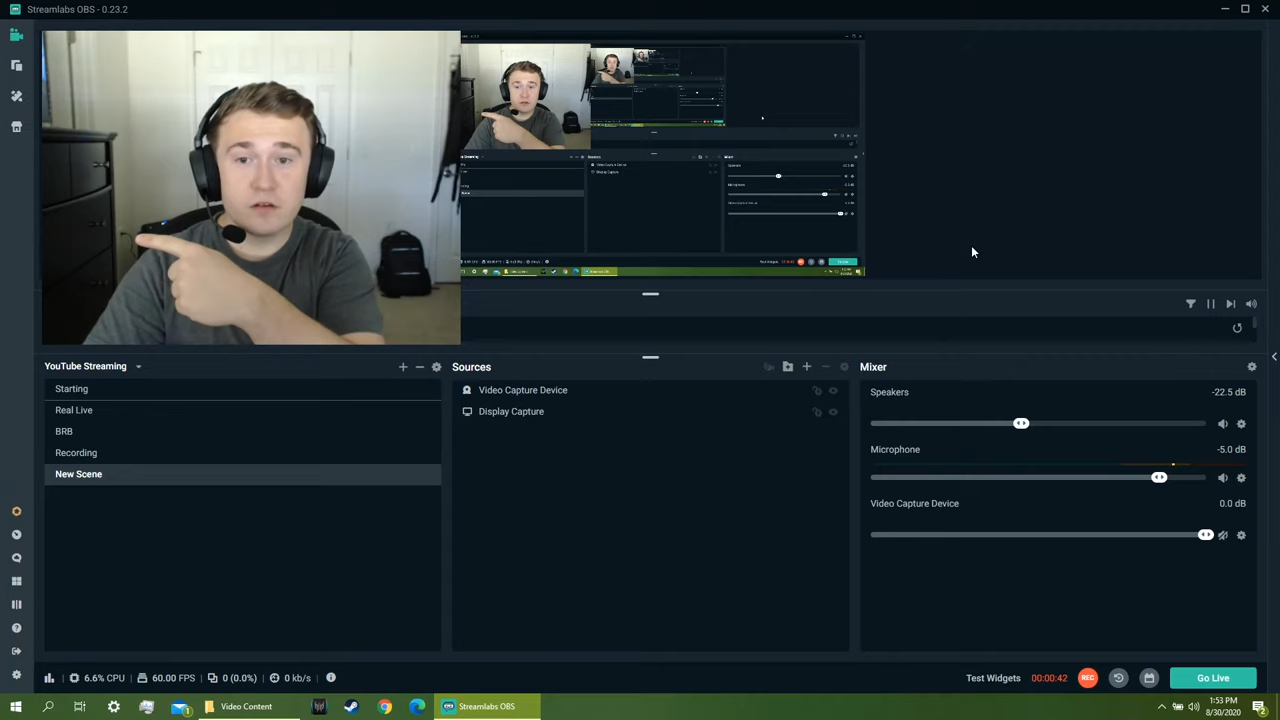 Streamlabs OBS - 0.23.2
YouTube Streaming
Starting
Real Live
BRB
Recording
New Scene
Sources
Video Capture Device
Display Capture
Mixer
Speakers -22.5 dB
Microphone -5.0 dB
Video Capture Device 0.0 dB
6.6% CPU 60.00 FPS 0 (0.0%) 0 kb/s
Test Widgets 00:00:42 REC Go Live
Video Content
Streamlabs OBS
1:53 PM
8/30/2020